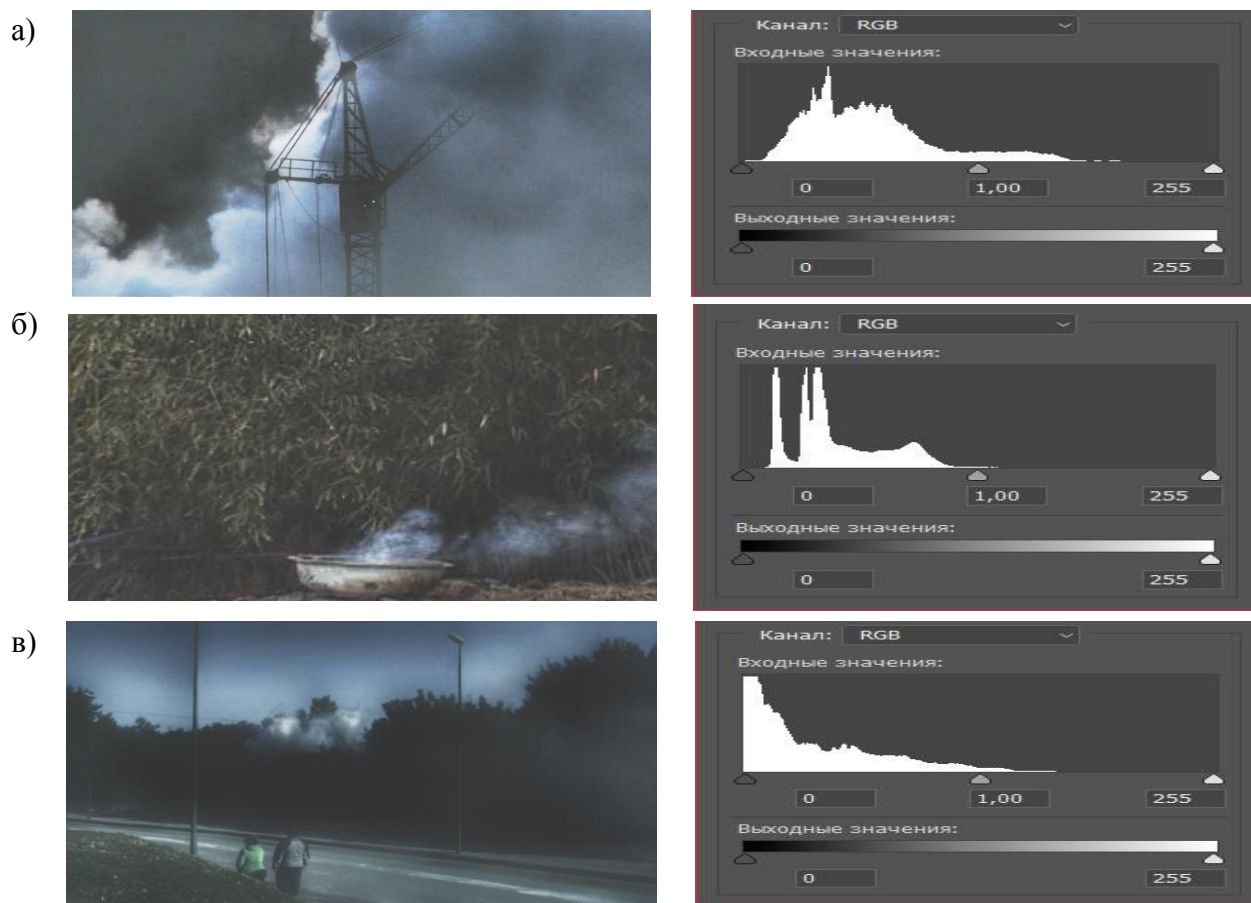 а)
Канал: RGB
Входные значения:
0 1,00 255
Выходные значения:
0 255
б)
Канал: RGB
Входные значения:
0 1,00 255
Выходные значения:
0 255
в)
Канал: RGB
Входные значения:
0 1,00 255
Выходные значения:
0 255